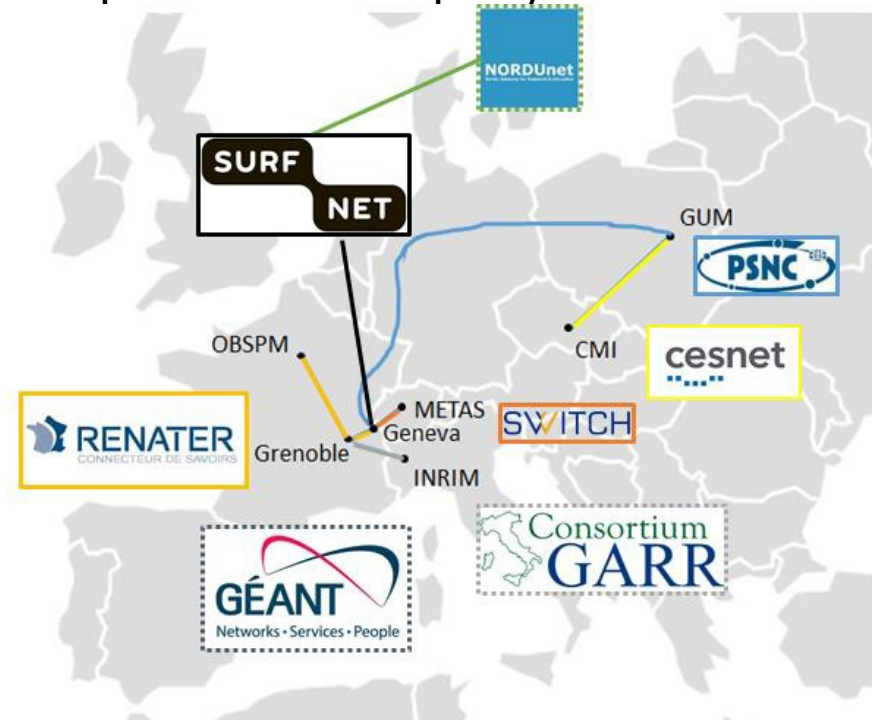 NORDUnet
SURF
NET
GUM
PSNC
OBSPM
CMI
cesnet
METAS
SWITCH
RENATER
CONNECTEUR DE SAVOIRS
Geneva
Grenoble
INRIM
Consortium
GARR
GÉANT
Networks · Services · People